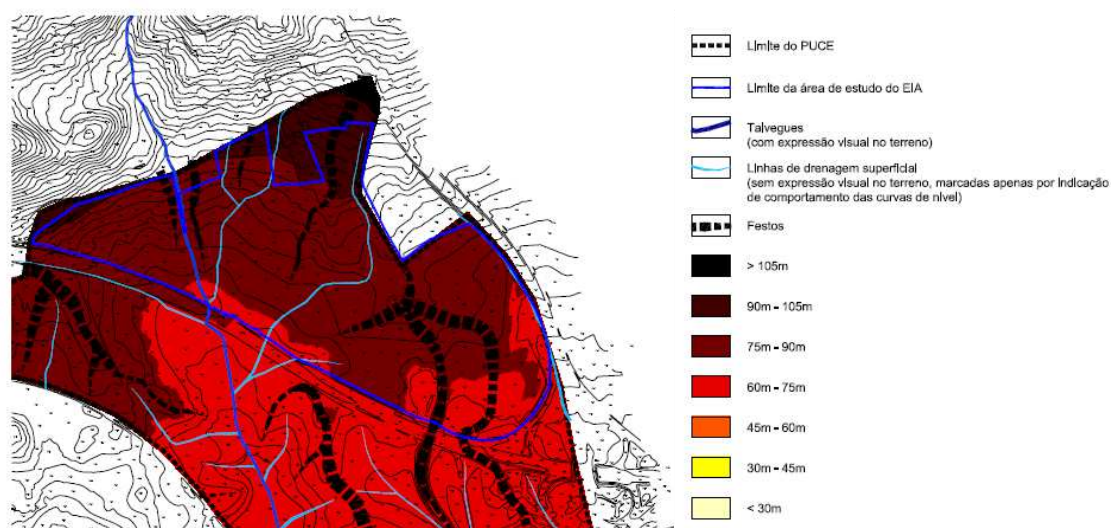 Limite do PUCE
Limite da área de estudo do EIA
Talvegues
(com expressão visual no terreno)
Linhas de drenagem superficial
(sem expressão visual no terreno, marcadas apenas por indicação
de comportamento das curvas de nível)
Festos
> 105m
90m - 105m
75m - 90m
60m - 75m
45m - 60m
30m - 45m
< 30m